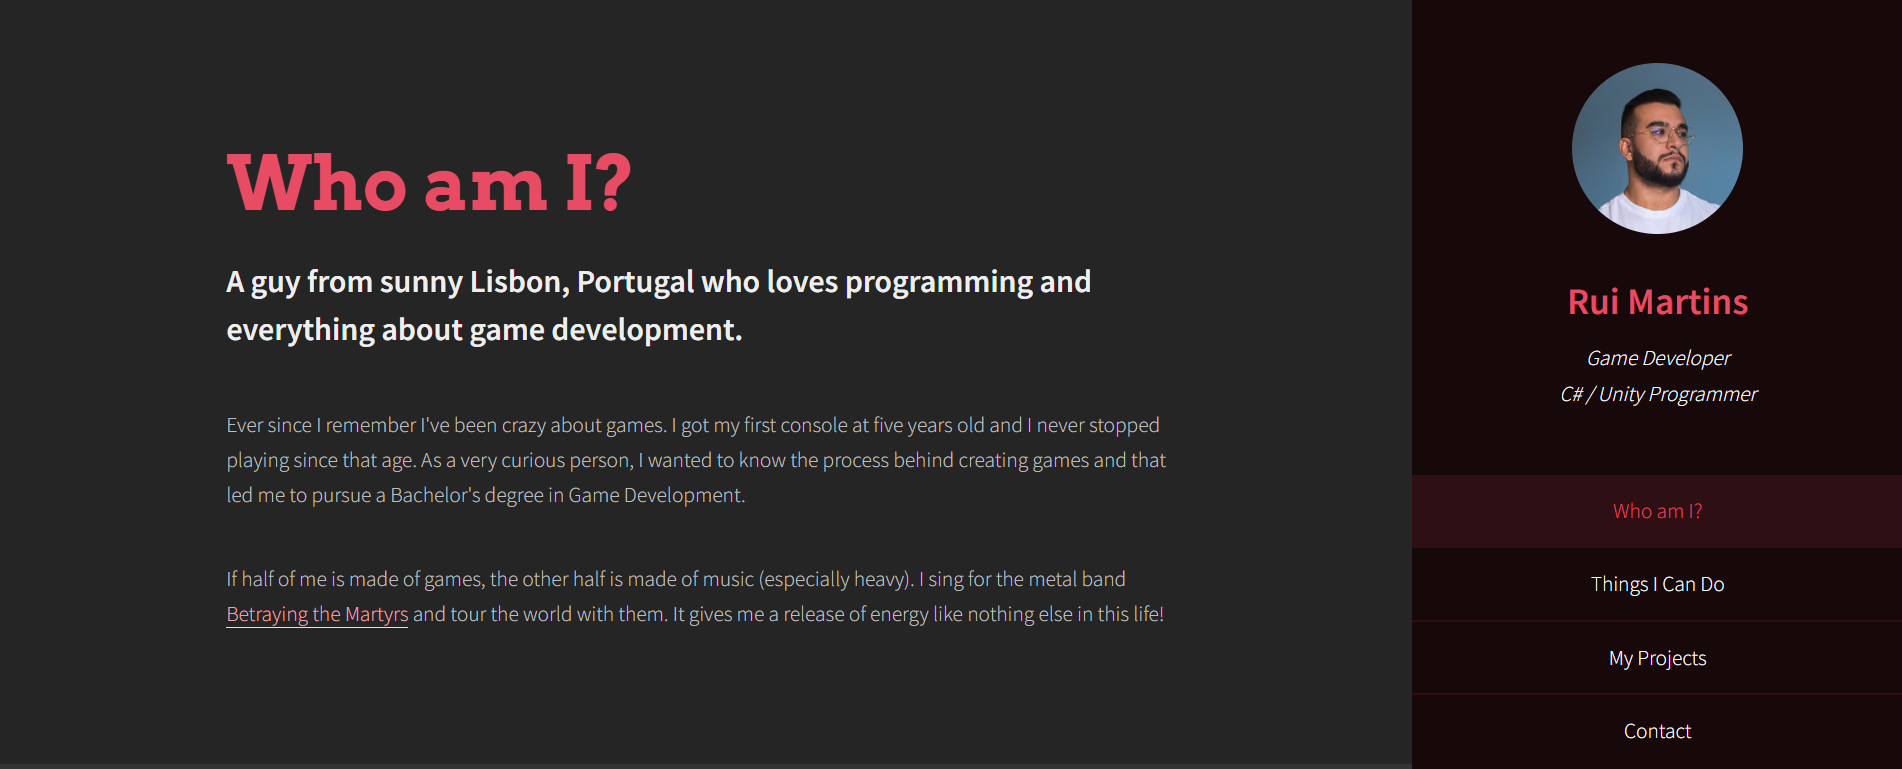 Who am I?
A guy from sunny Lisbon, Portugal who loves programming and
everything about game development.
Ever since I remember I've been crazy about games. I got my first console at five years old and I never stopped
playing since that age. As a very curious person, I wanted to know the process behind creating games and that
led me to pursue a Bachelor's degree in Game Development.
If half of me is made of games, the other half is made of music (especially heavy). I sing for the metal band
Betraying the Martyrs and tour the world with them. It gives me a release of energy like nothing else in this life!
Rui Martins
Game Developer
C# / Unity Programmer
Who am I?
Things I Can Do
My Projects
Contact